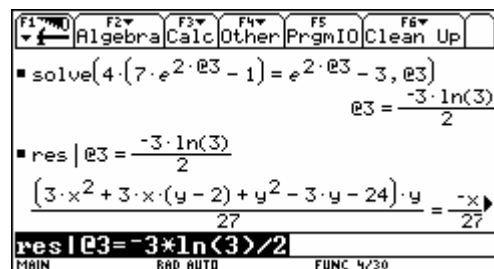 F1 F2 Algebra F3 Calc F4 Other F5 PrgmIO F6 Clean Up
▪ solve(4·(7·e^(2·@3) − 1) = e^(2·@3) − 3, @3)
@3 = ⁻3·ln(3)/2
▪ res | @3 = ⁻3·ln(3)/2
(3·x² + 3·x·(y − 2) + y² − 3·y − 24)·y/27 = ⁻x/27 ▶
res|@3=⁻3*ln(3)/2
MAIN RAD AUTO FUNC 4/30